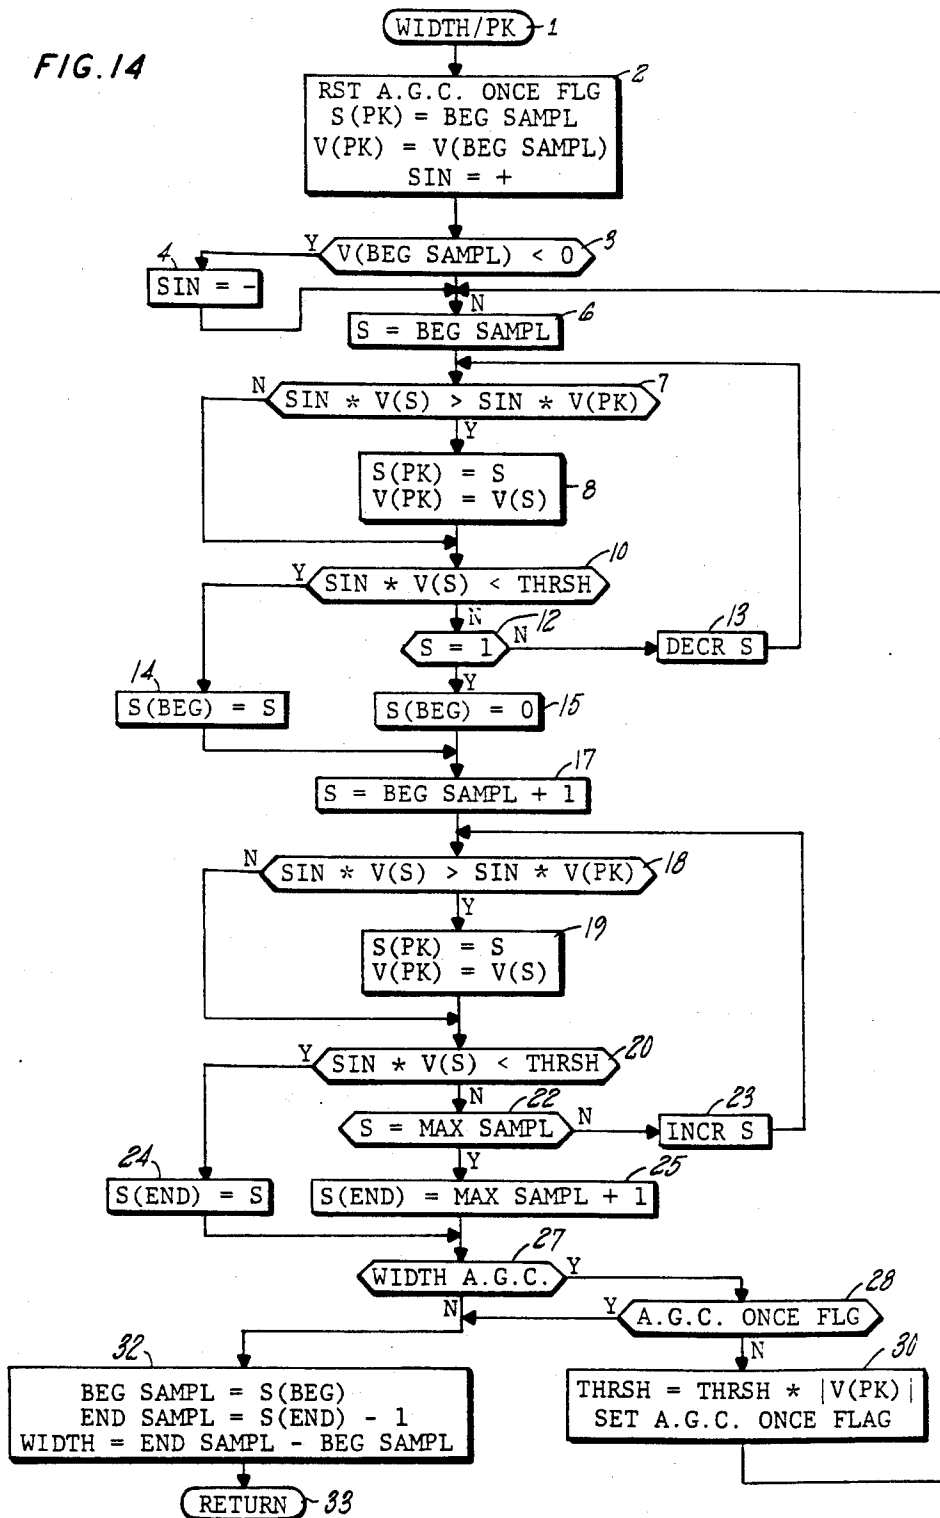 WIDTH/PK 1
FIG.14
2
RST A.G.C. ONCE FLG
S(PK) = BEG SAMPL
V(PK) = V(BEG SAMPL)
SIN = +
Y V(BEG SAMPL) < 0 3
4
SIN = -
N
6
S = BEG SAMPL
7
N SIN * V(S) > SIN * V(PK)
Y
S(PK) = S
V(PK) = V(S)
8
10
Y SIN * V(S) < THRSH
N 12
S = 1 N
13
DECR S
Y
14
S(BEG) = S
S(BEG) = 0 15
17
S = BEG SAMPL + 1
N SIN * V(S) > SIN * V(PK) 18
Y
19
S(PK) = S
V(PK) = V(S)
Y SIN * V(S) < THRSH 20
N
22
S = MAX SAMPL N
23
INCR S
Y
24
S(END) = S
25
S(END) = MAX SAMPL + 1
27
WIDTH A.G.C. Y
N
28
Y A.G.C. ONCE FLG
N
32
BEG SAMPL = S(BEG)
END SAMPL = S(END) - 1
WIDTH = END SAMPL - BEG SAMPL
30
THRSH = THRSH * |V(PK)|
SET A.G.C. ONCE FLAG
RETURN 33